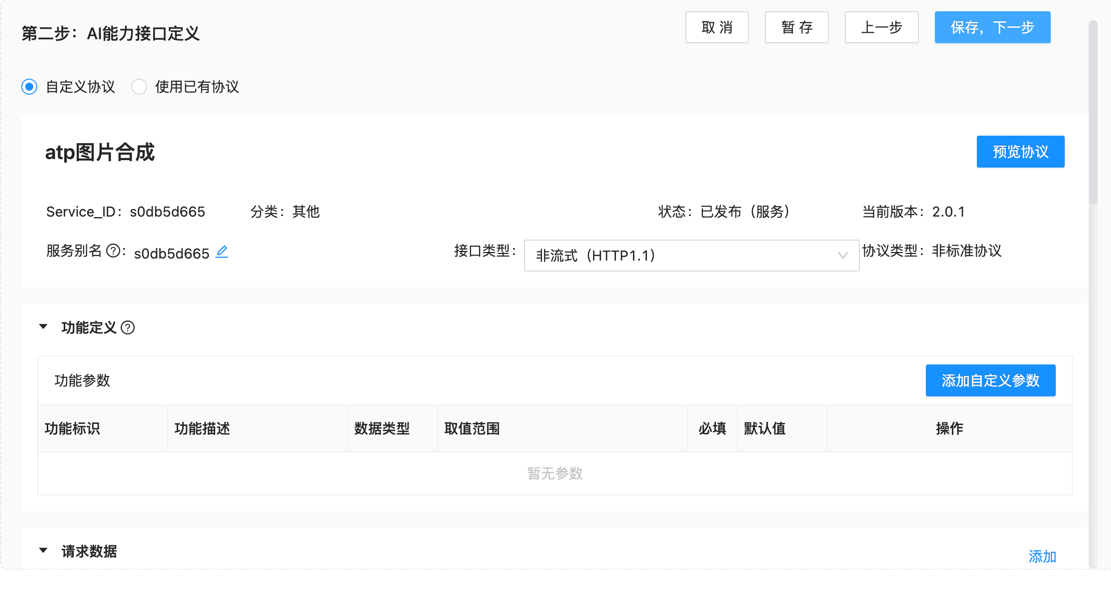 第二步：AI能力接口定义 取 消 暂 存 上一步 保存，下一步
自定义协议 使用已有协议
atp图片合成 预览协议
Service_ID：s0db5d665 分类：其他 状态：已发布（服务） 当前版本：2.0.1
服务别名?：s0db5d665 接口类型：非流式（HTTP1.1） 协议类型：非标准协议
功能定义?
功能参数 添加自定义参数
功能标识 功能描述 数据类型 取值范围 必填 默认值 操作
暂无参数
请求数据 添加